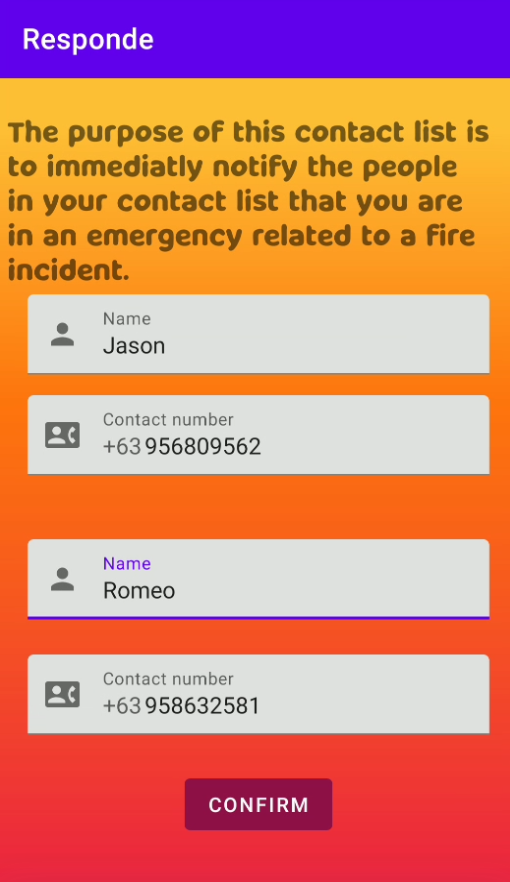 Responde
The purpose of this contact list is
to immediatly notify the people
in your contact list that you are
in an emergency related to a fire
incident.
Name
Jason
Contact number
+63 956809562
Name
Romeo
Contact number
+63 958632581
CONFIRM